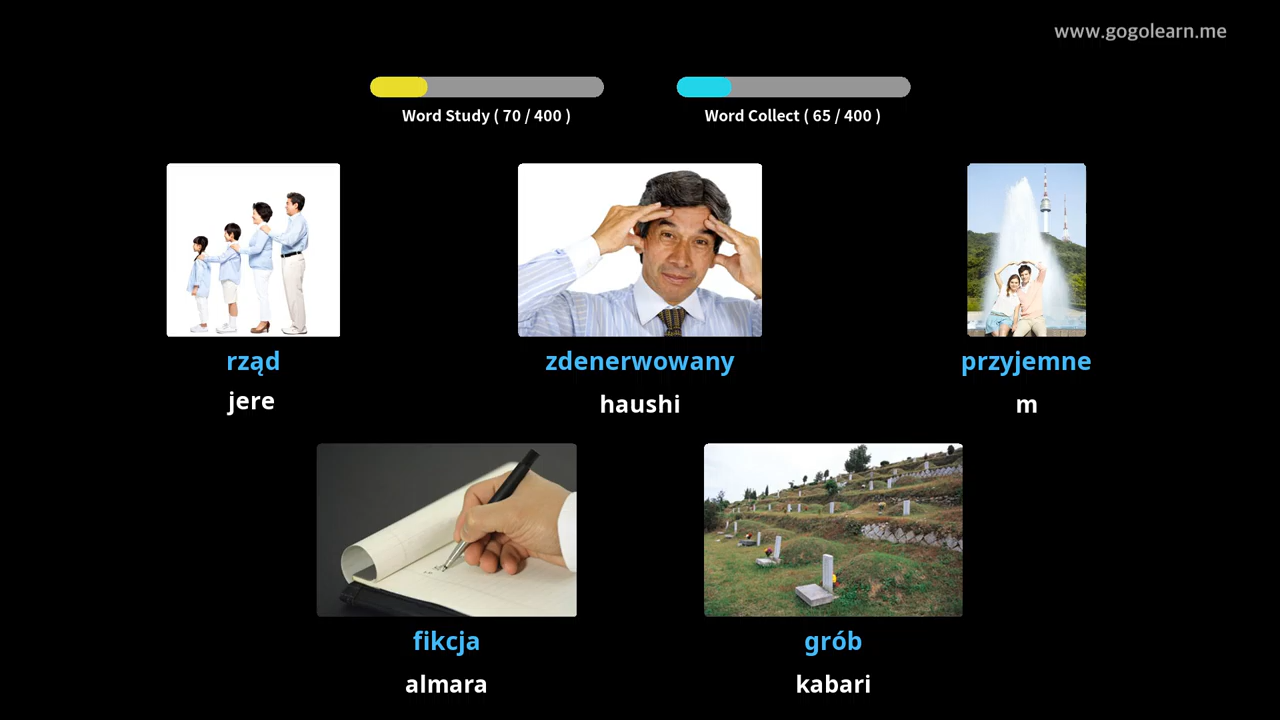 www.gogolearn.me
Word Study ( 70 / 400 )
Word Collect ( 65 / 400 )
rząd
jere
zdenerwowany
haushi
przyjemne
m
fikcja
almara
grób
kabari